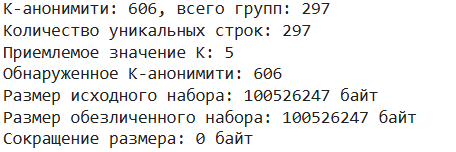 К-анонимити: 606, всего групп: 297
Количество уникальных строк: 297
Приемлемое значение К: 5
Обнаруженное К-анонимити: 606
Размер исходного набора: 100526247 байт
Размер обезличенного набора: 100526247 байт
Сокращение размера: 0 байт